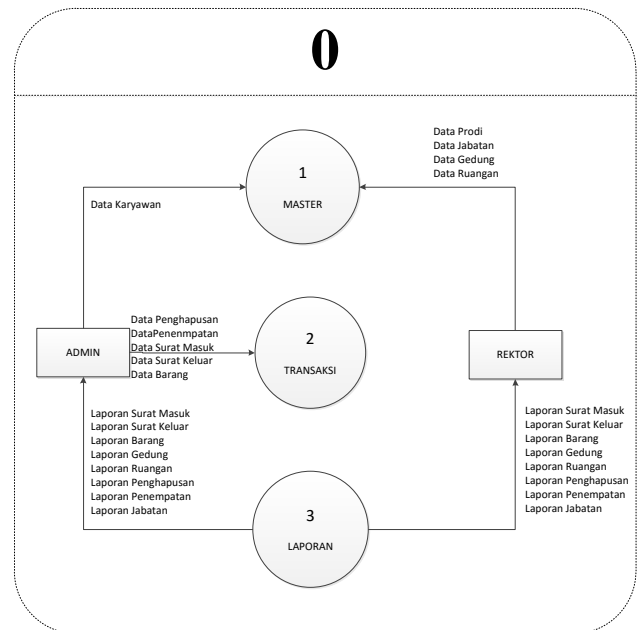 0
Data Prodi
Data Jabatan
Data Gedung
Data Ruangan
1
MASTER
Data Karyawan
Data Penghapusan
DataPenenmpatan
Data Surat Masuk
Data Surat Keluar
Data Barang
ADMIN
2
TRANSAKSI
REKTOR
Laporan Surat Masuk
Laporan Surat Keluar
Laporan Barang
Laporan Gedung
Laporan Ruangan
Laporan Penghapusan
Laporan Penempatan
Laporan Jabatan
3
LAPORAN
Laporan Surat Masuk
Laporan Surat Keluar
Laporan Barang
Laporan Gedung
Laporan Ruangan
Laporan Penghapusan
Laporan Penempatan
Laporan Jabatan